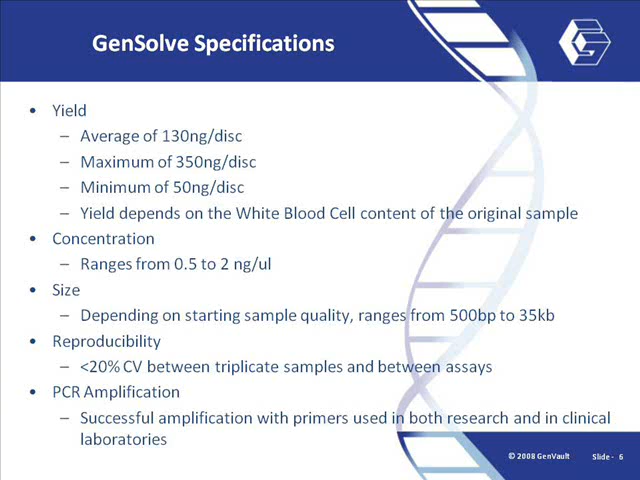 GenSolve Specifications
• Yield
– Average of 130ng/disc
– Maximum of 350ng/disc
– Minimum of 50ng/disc
– Yield depends on the White Blood Cell content of the original sample
• Concentration
– Ranges from 0.5 to 2 ng/ul
• Size
– Depending on starting sample quality, ranges from 500bp to 35kb
• Reproducibility
– <20% CV between triplicate samples and between assays
• PCR Amplification
– Successful amplification with primers used in both research and in clinical
laboratories
© 2008 GenVault Slide - 6